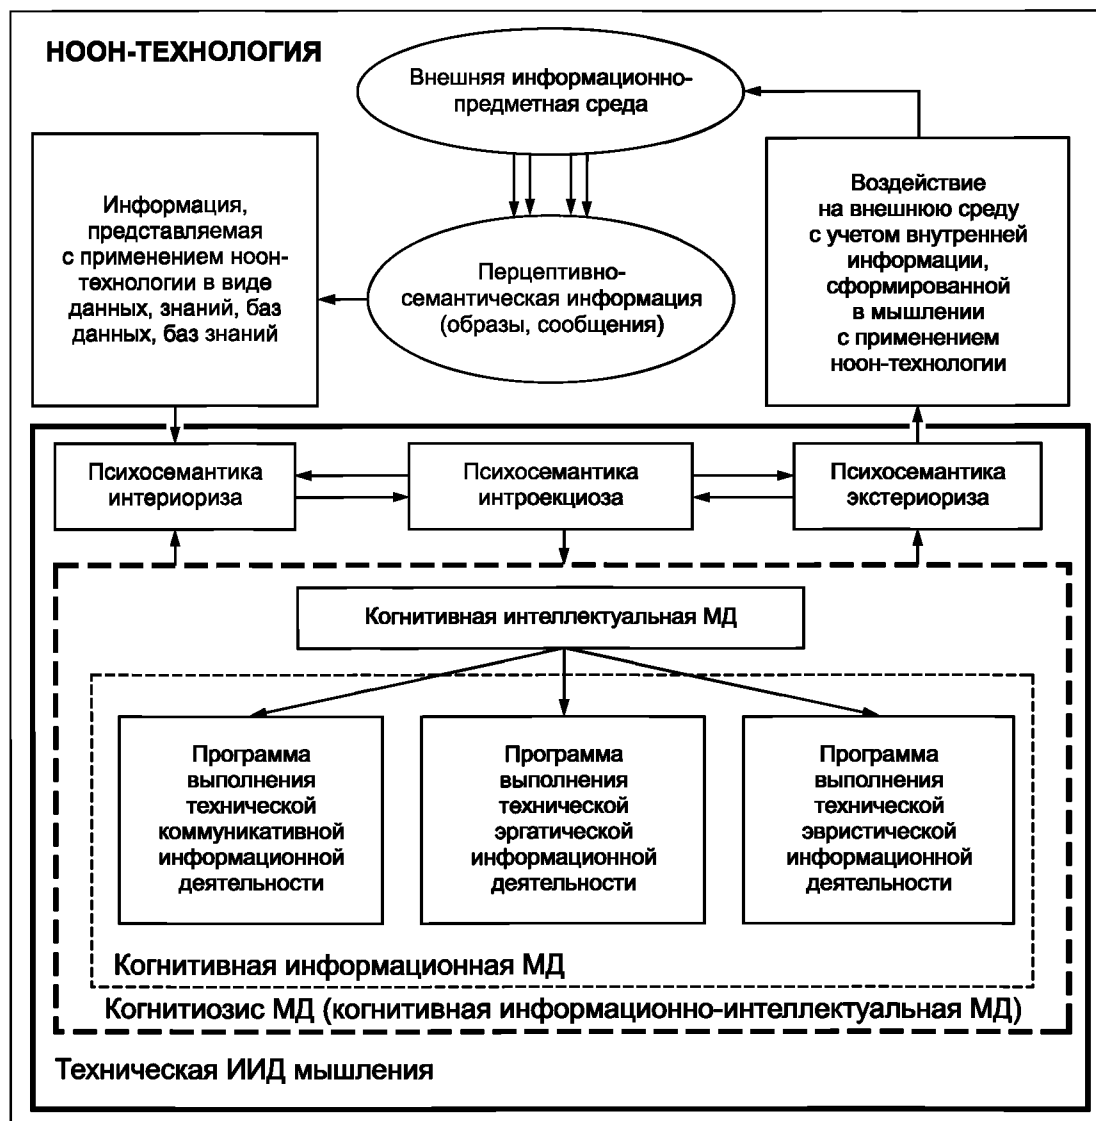 НООН-ТЕХНОЛОГИЯ
Внешняя информационно-
предметная среда
Информация,
представляемая
с применением ноон-
технологии в виде
данных, знаний, баз
данных, баз знаний
Перцептивно-
семантическая информация
(образы, сообщения)
Воздействие
на внешнюю среду
с учетом внутренней
информации,
сформированной
в мышлении
с применением
ноон-технологии
Психосемантика
интериориза
Психосемантика
интроекциоза
Психосемантика
экстериориза
Когнитивная интеллектуальная МД
Программа
выполнения
технической
коммуникативной
информационной
деятельности
Программа
выполнения
технической
эргатической
информационной
деятельности
Программа
выполнения
технической
эвристической
информационной
деятельности
Когнитивная информационная МД
Когнитиозис МД (когнитивная информационно-интеллектуальная МД)
Техническая ИИД мышления